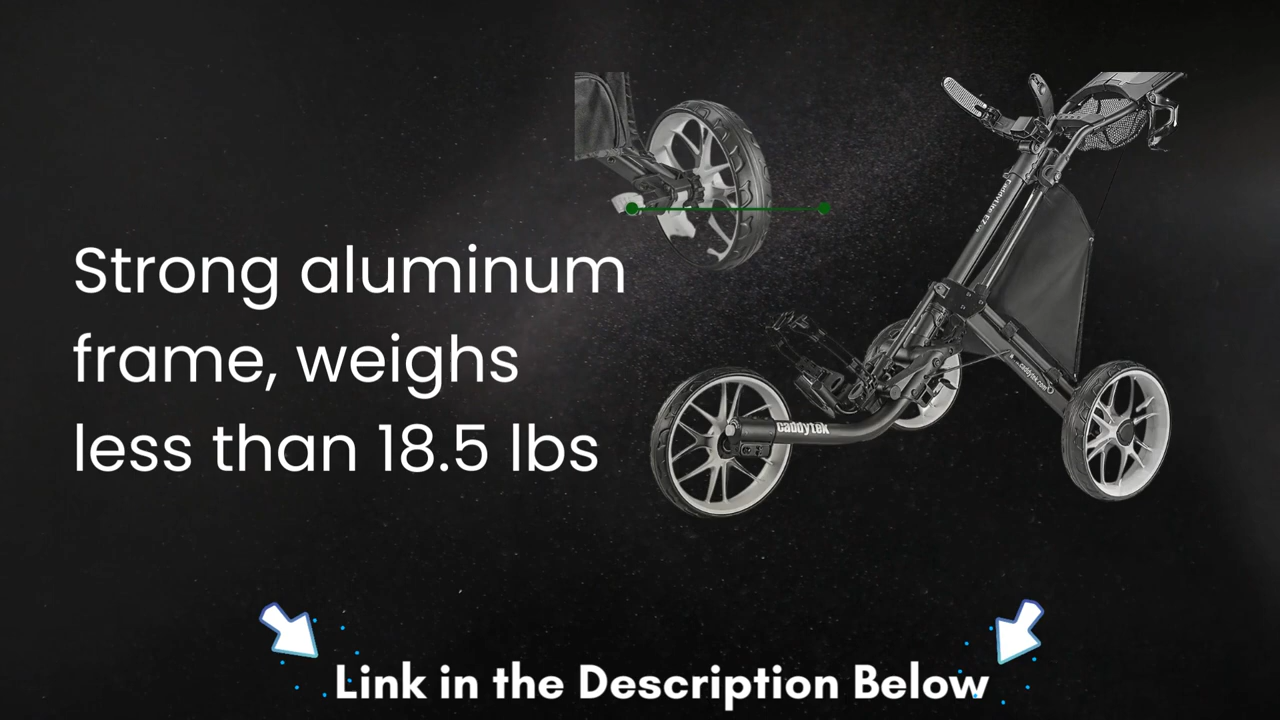 Strong aluminum
frame, weighs
less than 18.5 lbs
caddytek
Link in the Description Below